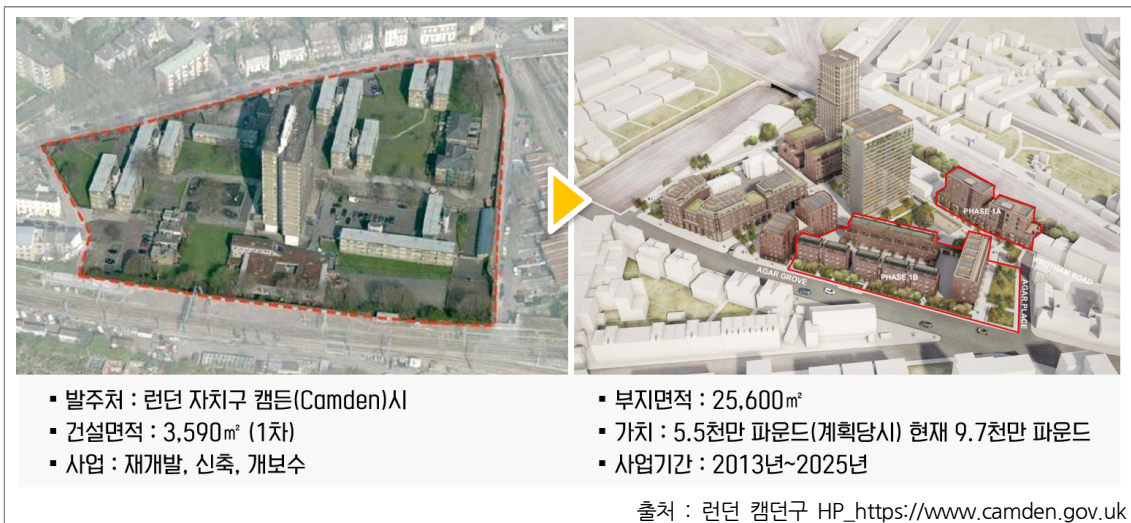 PHASE 1A
PHASE 1B
AGAR GROVE
WROTHAM ROAD
AGAR PLACE
▪ 발주처 : 런던 자치구 캠든(Camden)시
▪ 건설면적 : 3,590㎡ (1차)
▪ 사업 : 재개발, 신축, 개보수
▪ 부지면적 : 25,600㎡
▪ 가치 : 5.5천만 파운드(계획당시) 현재 9.7천만 파운드
▪ 사업기간 : 2013년~2025년
출처 : 런던 캠던구 HP_https://www.camden.gov.uk